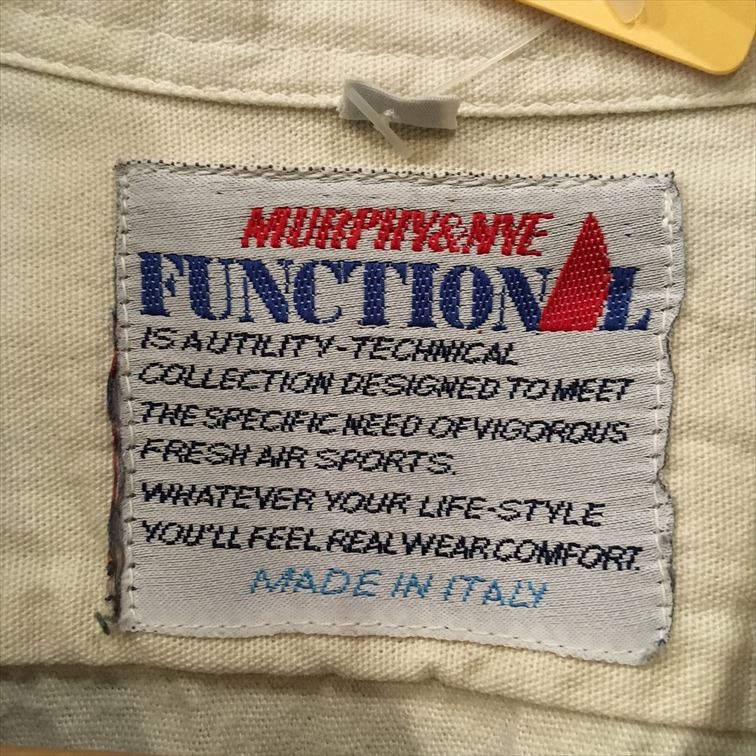 MURPHY&NYE
FUNCTIONAL
IS A UTILITY-TECHNICAL
COLLECTION DESIGNED TO MEET
THE SPECIFIC NEED OF VIGOROUS
FRESH AIR SPORTS.
WHATEVER YOUR LIFE-STYLE
YOU'LL FEEL REAL WEAR COMFORT.
MADE IN ITALY